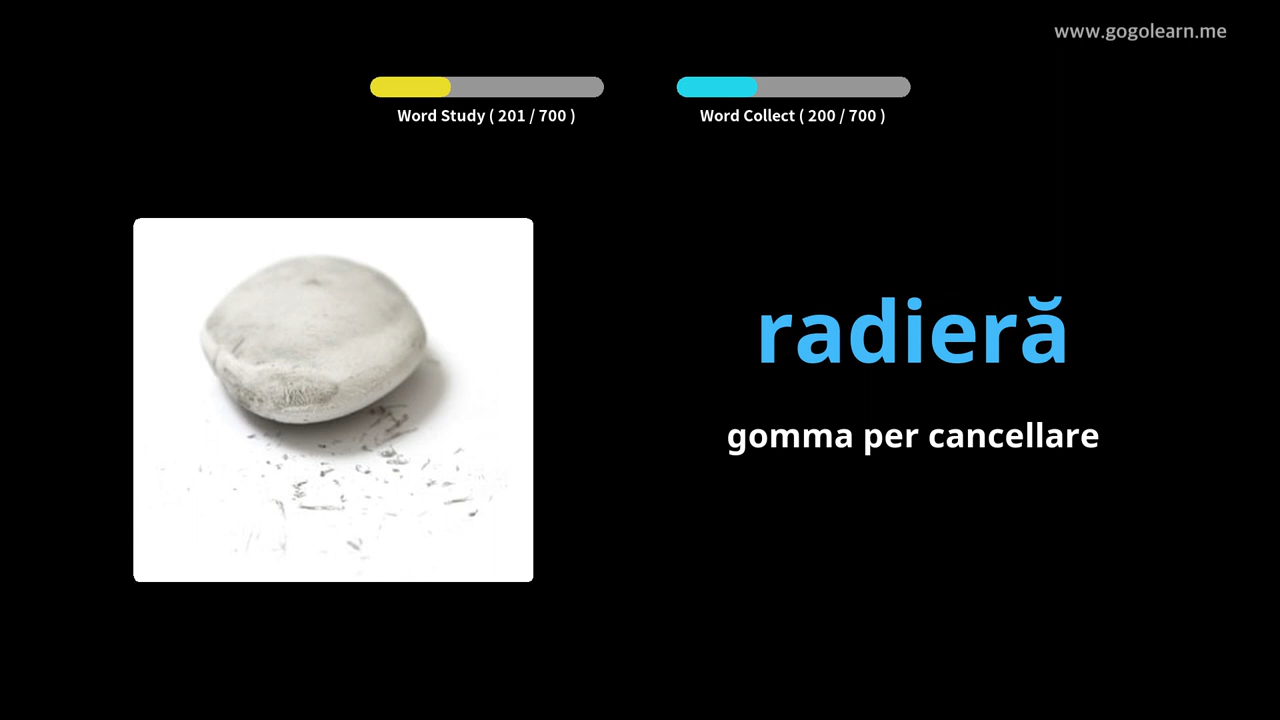 www.gogolearn.me
Word Study ( 201 / 700 )
Word Collect ( 200 / 700 )
radieră
gomma per cancellare